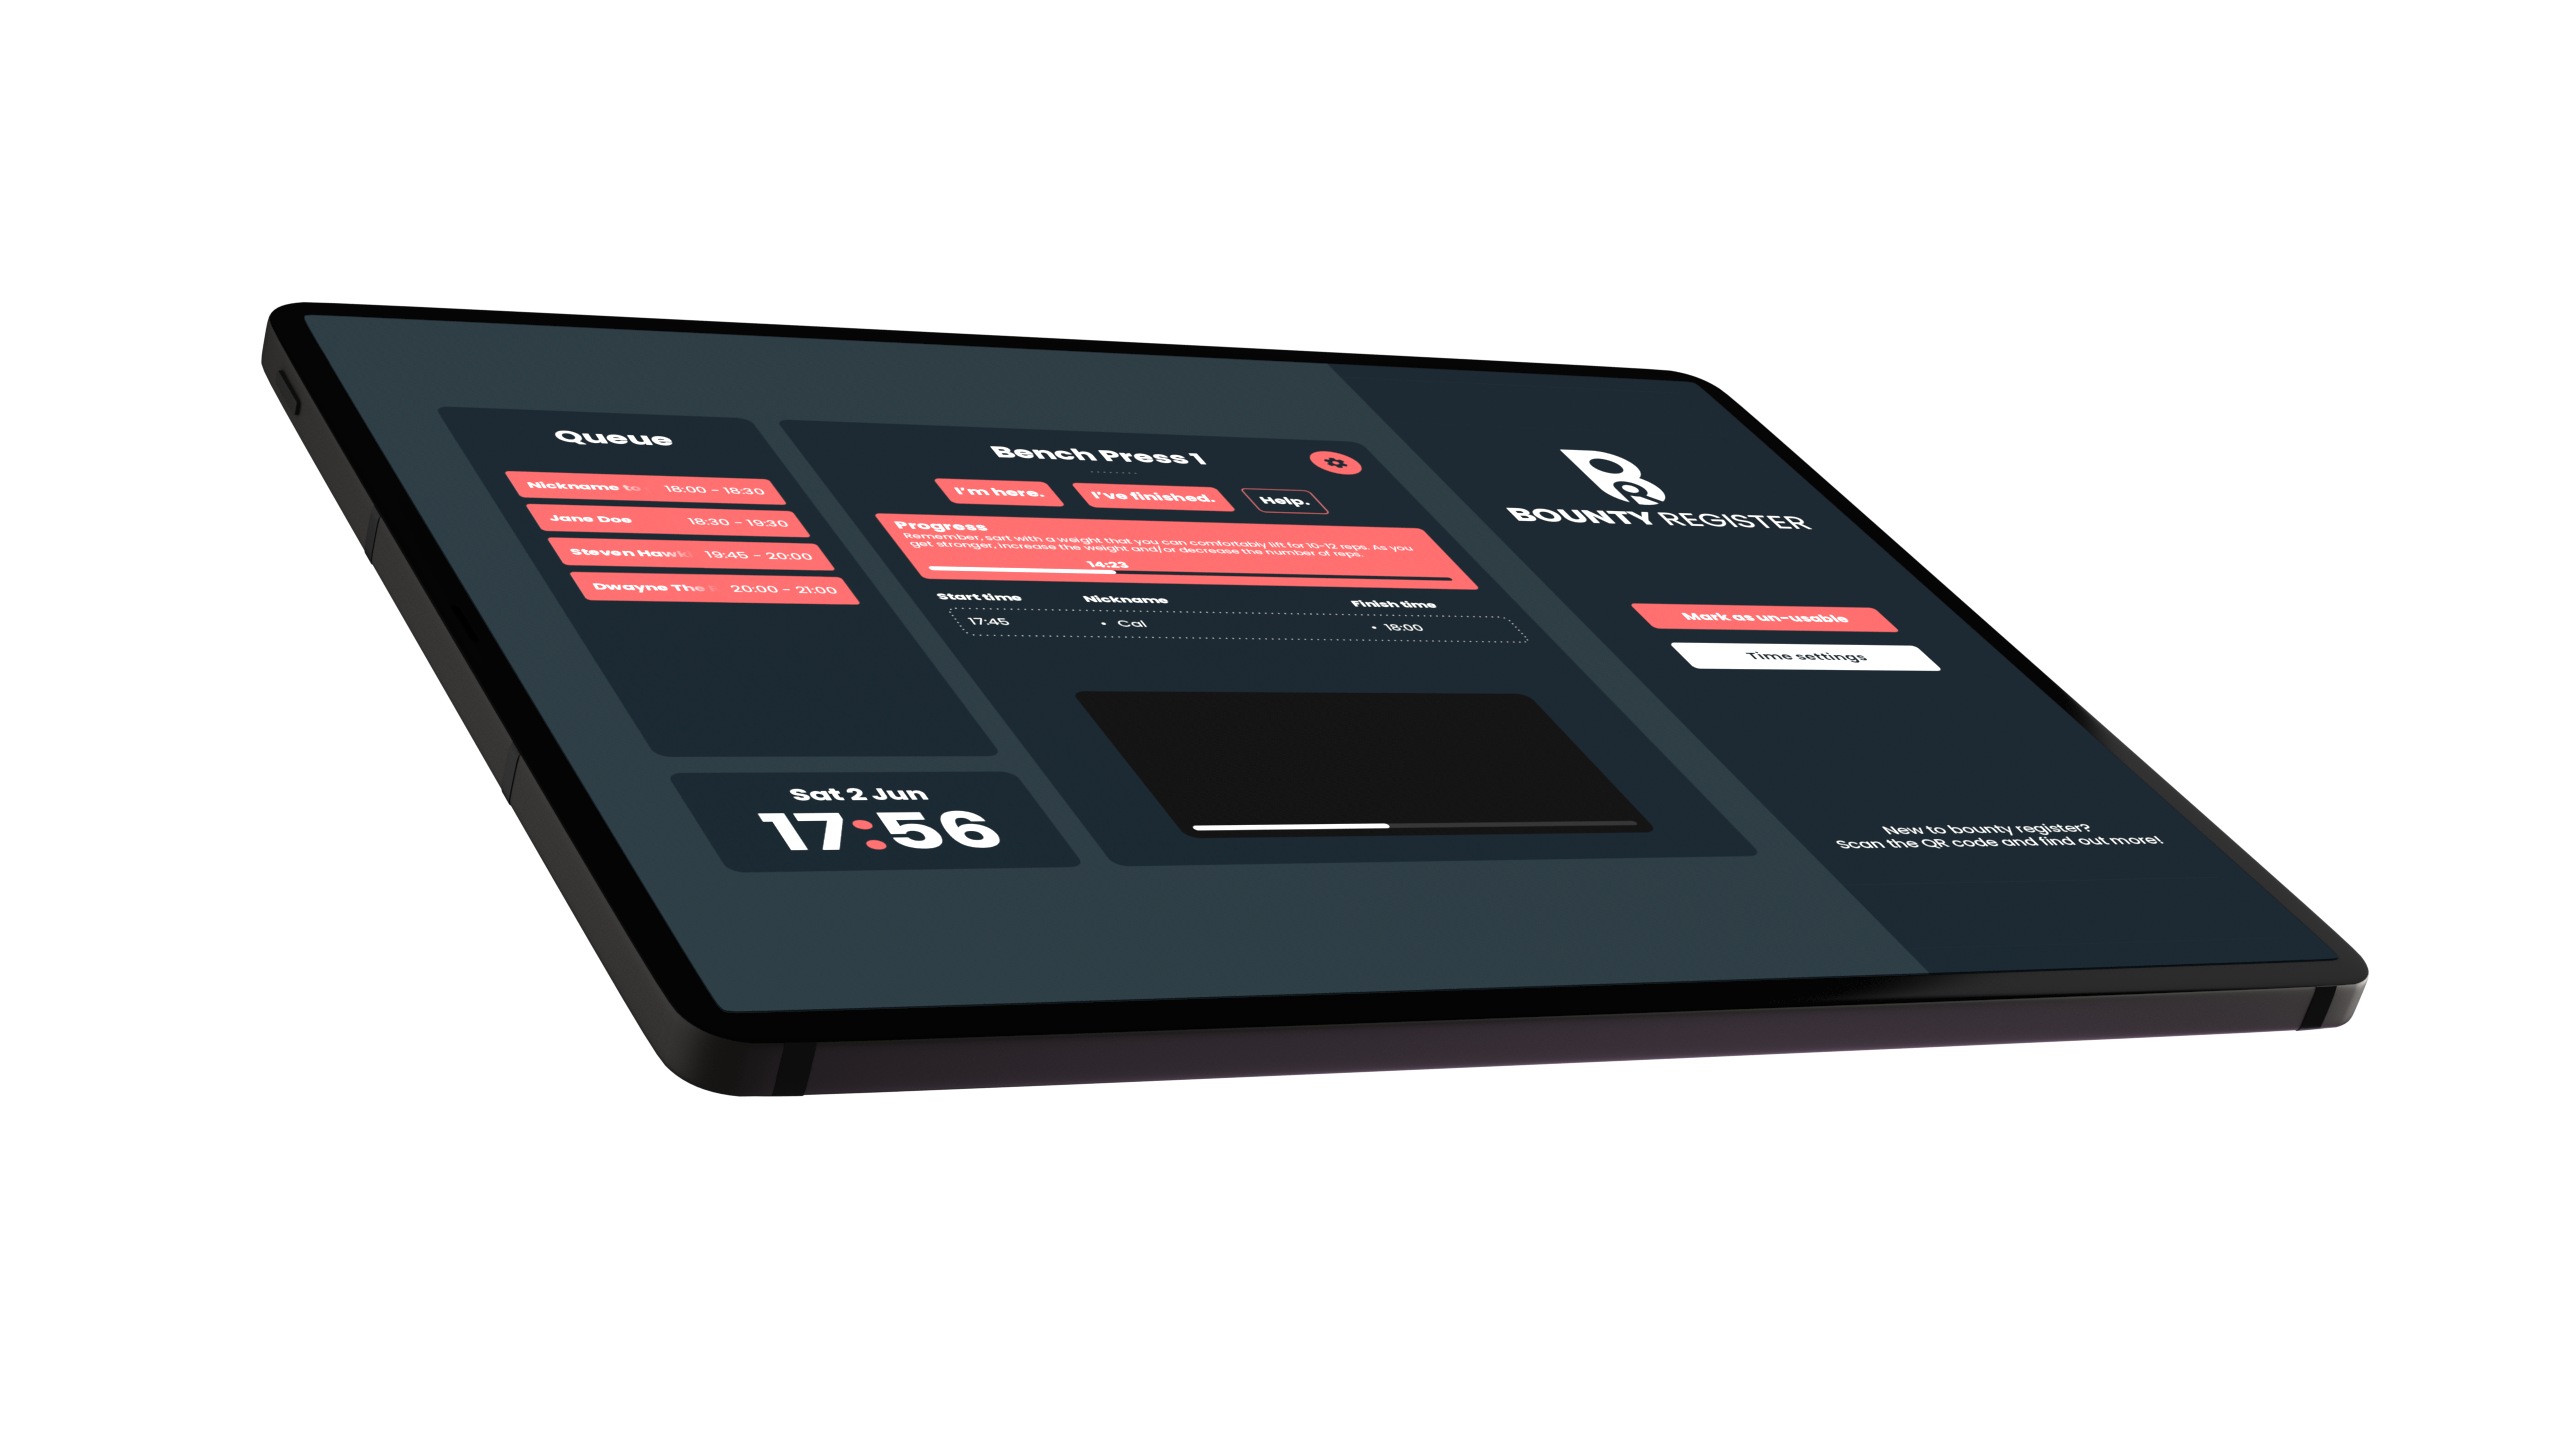 Queue
Nickname to 18:00 - 18:30
Jane Doe 18:30 - 19:30
Steven Hawk 19:45 - 20:00
Dwayne The 20:00 - 21:00
Sat 2 Jun
17:56
Bench Press 1
I'm here. I've finished. Help.
Progress
Remember, sart with a weight that you can comfortably lift for 10-12 reps. As you
get stronger, increase the weight and/or decrease the number of reps.
14:23
Start time Nickname Finish time
17:45 • Cal • 18:00
BR
BOUNTY REGISTER
Mark as un-usable
Time settings
New to bounty register?
Scan the QR code and find out more!